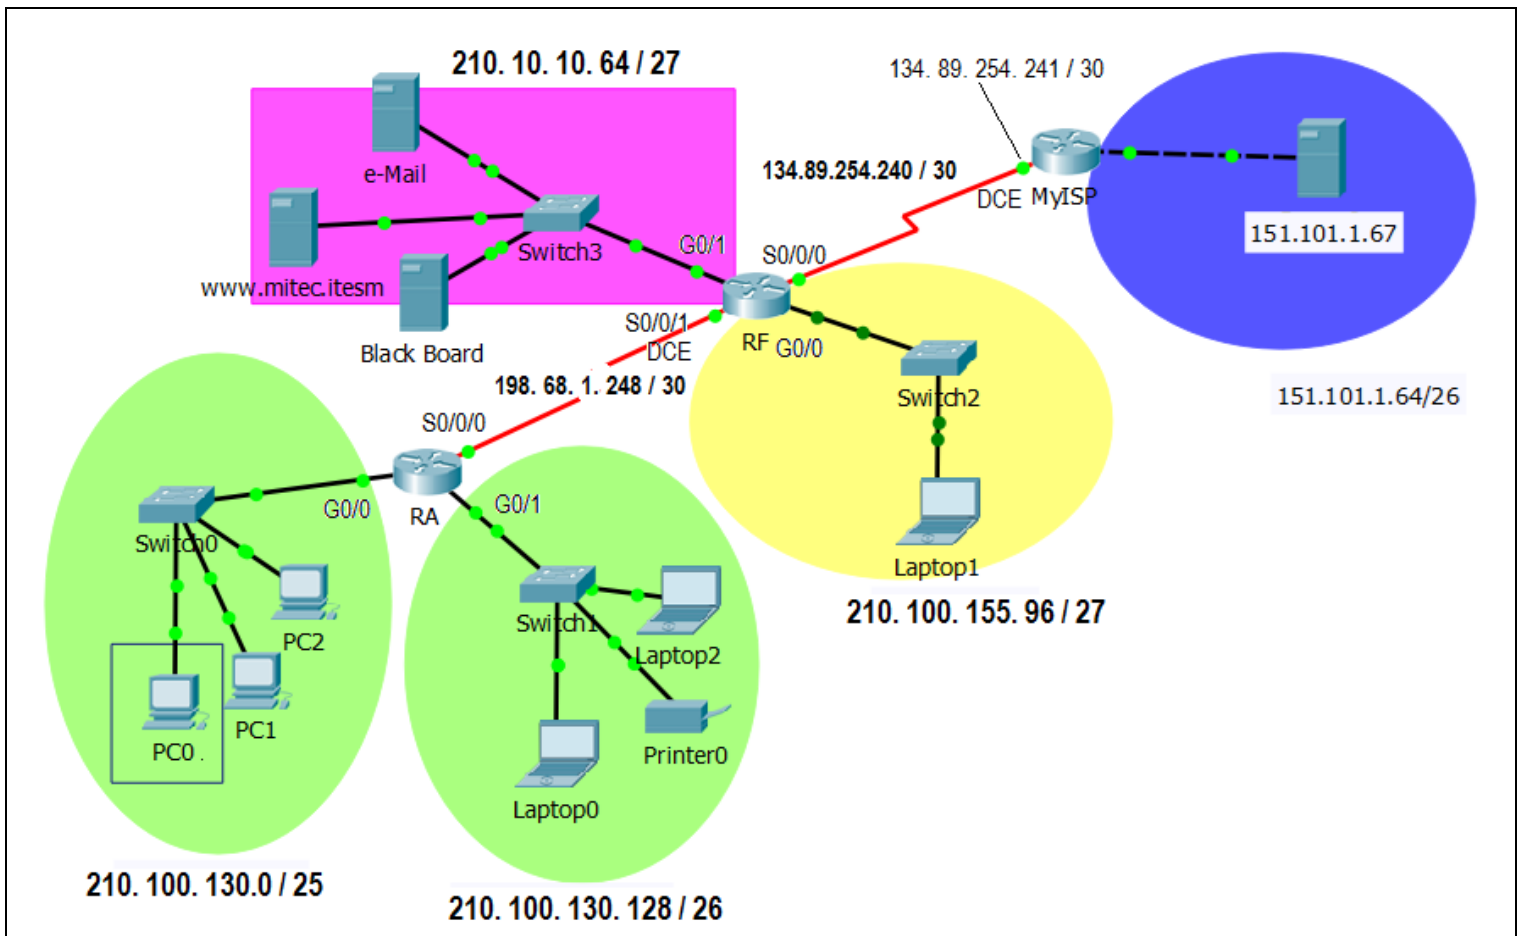 210. 10. 10. 64 / 27
134. 89. 254. 241 / 30
e-Mail
134.89.254.240 / 30
DCE MyISP
151.101.1.67
Switch3
G0/1
S0/0/0
www.mitec.itesm
S0/0/1
DCE
RF
G0/0
Black Board
198. 68. 1. 248 / 30
Switch2
151.101.1.64/26
S0/0/0
G0/0
RA
G0/1
Switch0
Laptop1
210. 100. 155. 96 / 27
Switch1
PC2
Laptop2
PC1
PC0 .
Printer0
Laptop0
210. 100. 130.0 / 25
210. 100. 130. 128 / 26